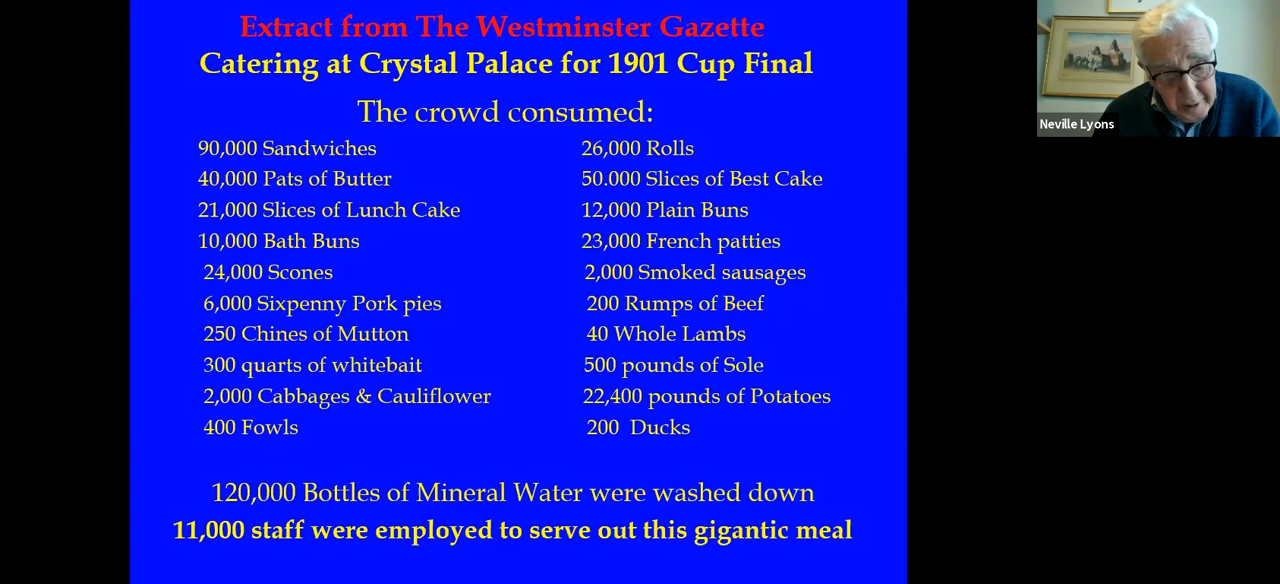 Extract from The Westminster Gazette
Catering at Crystal Palace for 1901 Cup Final
The crowd consumed:
90,000 Sandwiches
40,000 Pats of Butter
21,000 Slices of Lunch Cake
10,000 Bath Buns
24,000 Scones
6,000 Sixpenny Pork pies
250 Chines of Mutton
300 quarts of whitebait
2,000 Cabbages & Cauliflower
400 Fowls
26,000 Rolls
50.000 Slices of Best Cake
12,000 Plain Buns
23,000 French patties
2,000 Smoked sausages
200 Rumps of Beef
40 Whole Lambs
500 pounds of Sole
22,400 pounds of Potatoes
200 Ducks
120,000 Bottles of Mineral Water were washed down
11,000 staff were employed to serve out this gigantic meal
Neville Lyons